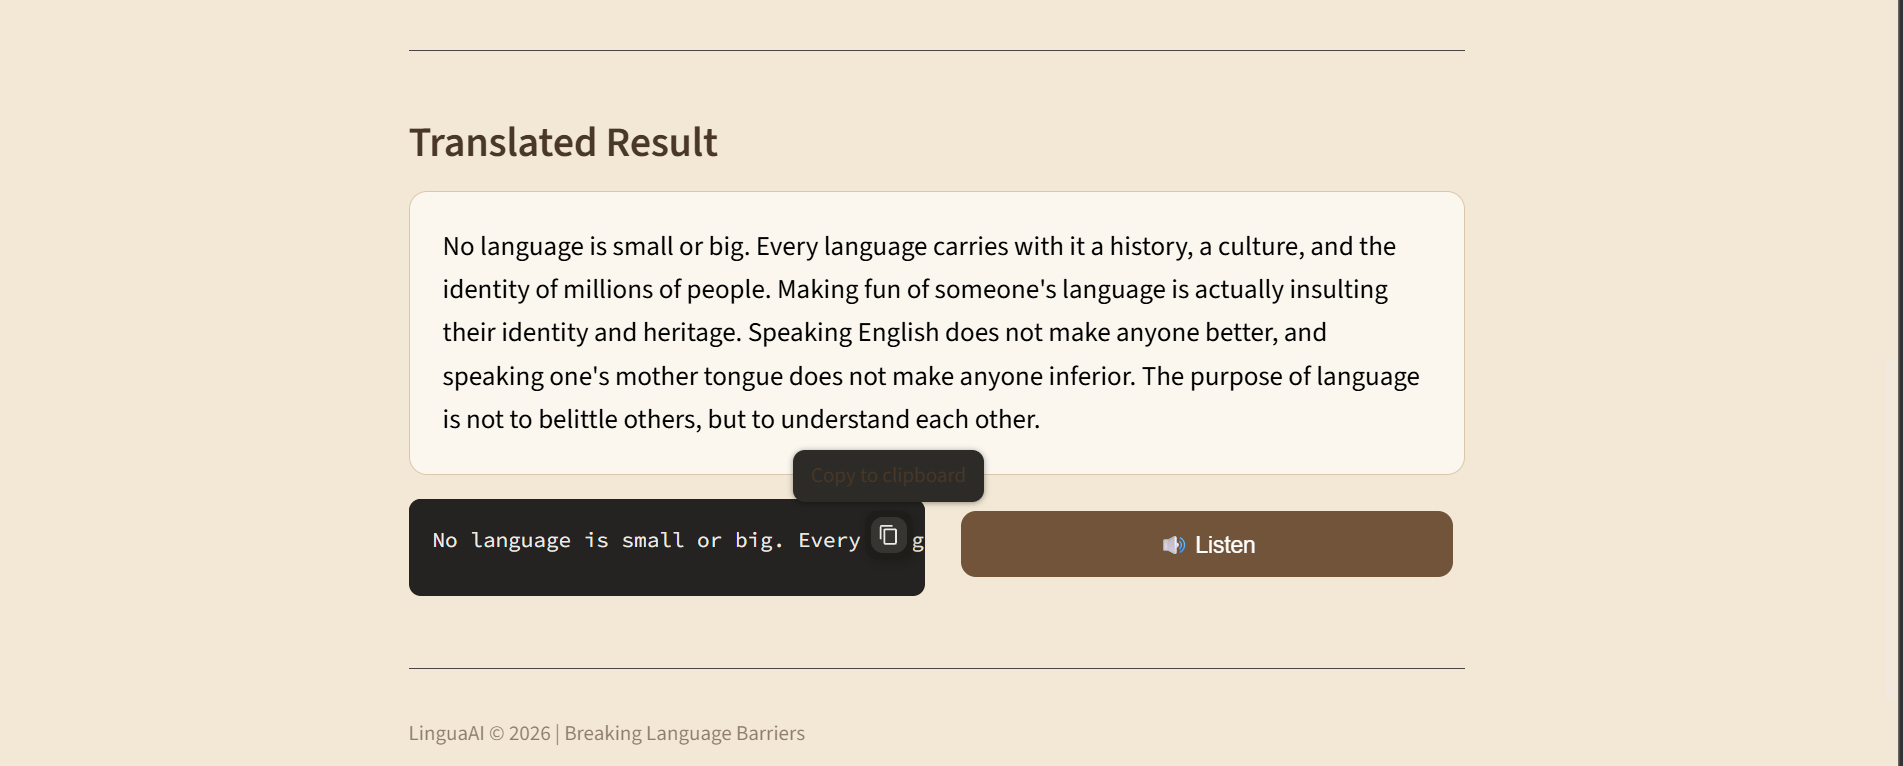 Translated Result
No language is small or big. Every language carries with it a history, a culture, and the
identity of millions of people. Making fun of someone's language is actually insulting
their identity and heritage. Speaking English does not make anyone better, and
speaking one's mother tongue does not make anyone inferior. The purpose of language
is not to belittle others, but to understand each other.
Copy to clipboard
No language is small or big. Every g
Listen
LinguaAI © 2026 | Breaking Language Barriers